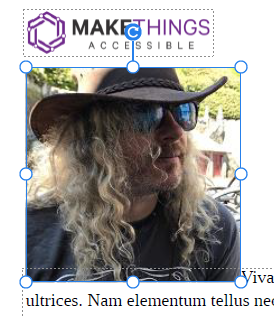 MAKETHINGS
ACCESSIBLE
C
Viva
ultrices. Nam elementum tellus nec